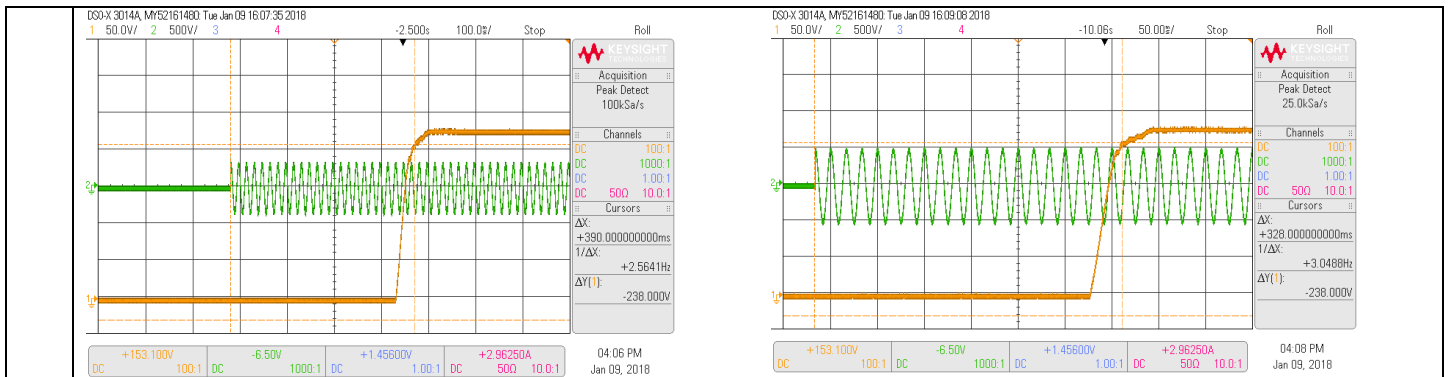 DSO-X 3014A, MY52161480: Tue Jan 09 16:07:35 2018
1 50.0V/ 2 500V/ 3 4 -2.500s 100.0ms/ Stop Roll
KEYSIGHT
TECHNOLOGIES
Acquisition
Peak Detect
100kSa/s
Channels
DC 100:1
DC 1000:1
DC 1.00:1
DC 50Ω 10.0:1
Cursors
ΔX:
+390.000000000ms
1/ΔX:
+2.5641Hz
ΔY(1):
-238.000V
2
1
+153.100V -6.50V +1.45600V +2.96250A
DC 100:1 DC 1000:1 DC 1.00:1 DC 50Ω 10.0:1
04:06 PM
Jan 09, 2018
DSO-X 3014A, MY52161480: Tue Jan 09 16:09:08 2018
1 50.0V/ 2 500V/ 3 4 -10.06s 50.00ms/ Stop Roll
KEYSIGHT
TECHNOLOGIES
Acquisition
Peak Detect
25.0kSa/s
Channels
DC 100:1
DC 1000:1
DC 1.00:1
DC 50Ω 10.0:1
Cursors
ΔX:
+328.000000000ms
1/ΔX:
+3.0488Hz
ΔY(1):
-238.000V
2
1
+153.100V -6.50V +1.45600V +2.96250A
DC 100:1 DC 1000:1 DC 1.00:1 DC 50Ω 10.0:1
04:08 PM
Jan 09, 2018